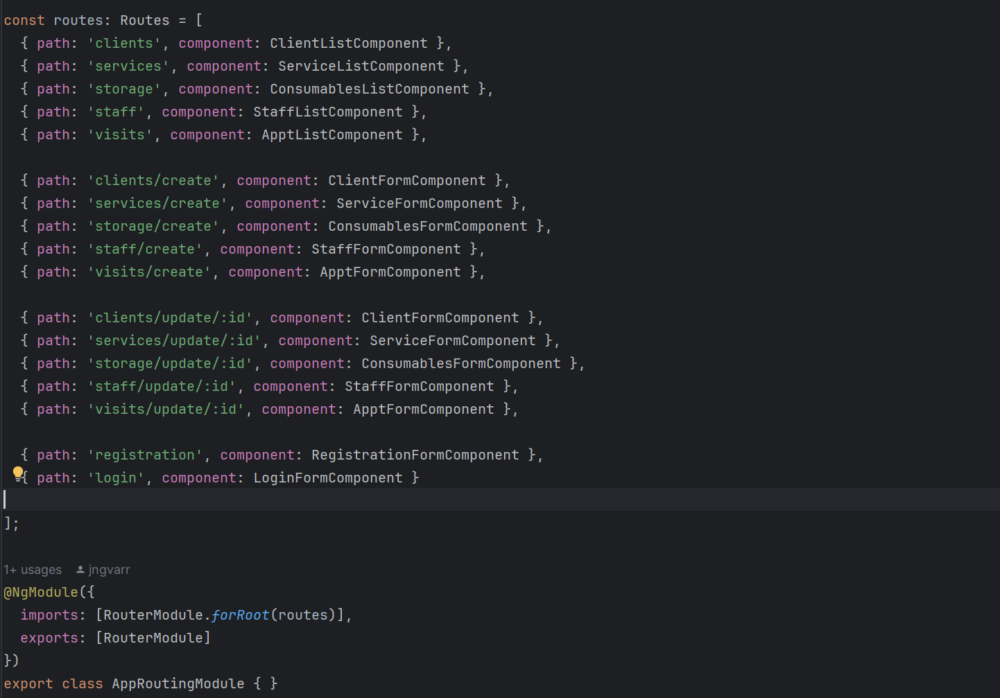 const routes: Routes = [
  { path: 'clients', component: ClientListComponent },
  { path: 'services', component: ServiceListComponent },
  { path: 'storage', component: ConsumablesListComponent },
  { path: 'staff', component: StaffListComponent },
  { path: 'visits', component: ApptListComponent },

  { path: 'clients/create', component: ClientFormComponent },
  { path: 'services/create', component: ServiceFormComponent },
  { path: 'storage/create', component: ConsumablesFormComponent },
  { path: 'staff/create', component: StaffFormComponent },
  { path: 'visits/create', component: ApptFormComponent },

  { path: 'clients/update/:id', component: ClientFormComponent },
  { path: 'services/update/:id', component: ServiceFormComponent },
  { path: 'storage/update/:id', component: ConsumablesFormComponent },
  { path: 'staff/update/:id', component: StaffFormComponent },
  { path: 'visits/update/:id', component: ApptFormComponent },

  { path: 'registration', component: RegistrationFormComponent },
  { path: 'login', component: LoginFormComponent }

];

1+ usages jngvarr
@NgModule({
  imports: [RouterModule.forRoot(routes)],
  exports: [RouterModule]
})
export class AppRoutingModule { }